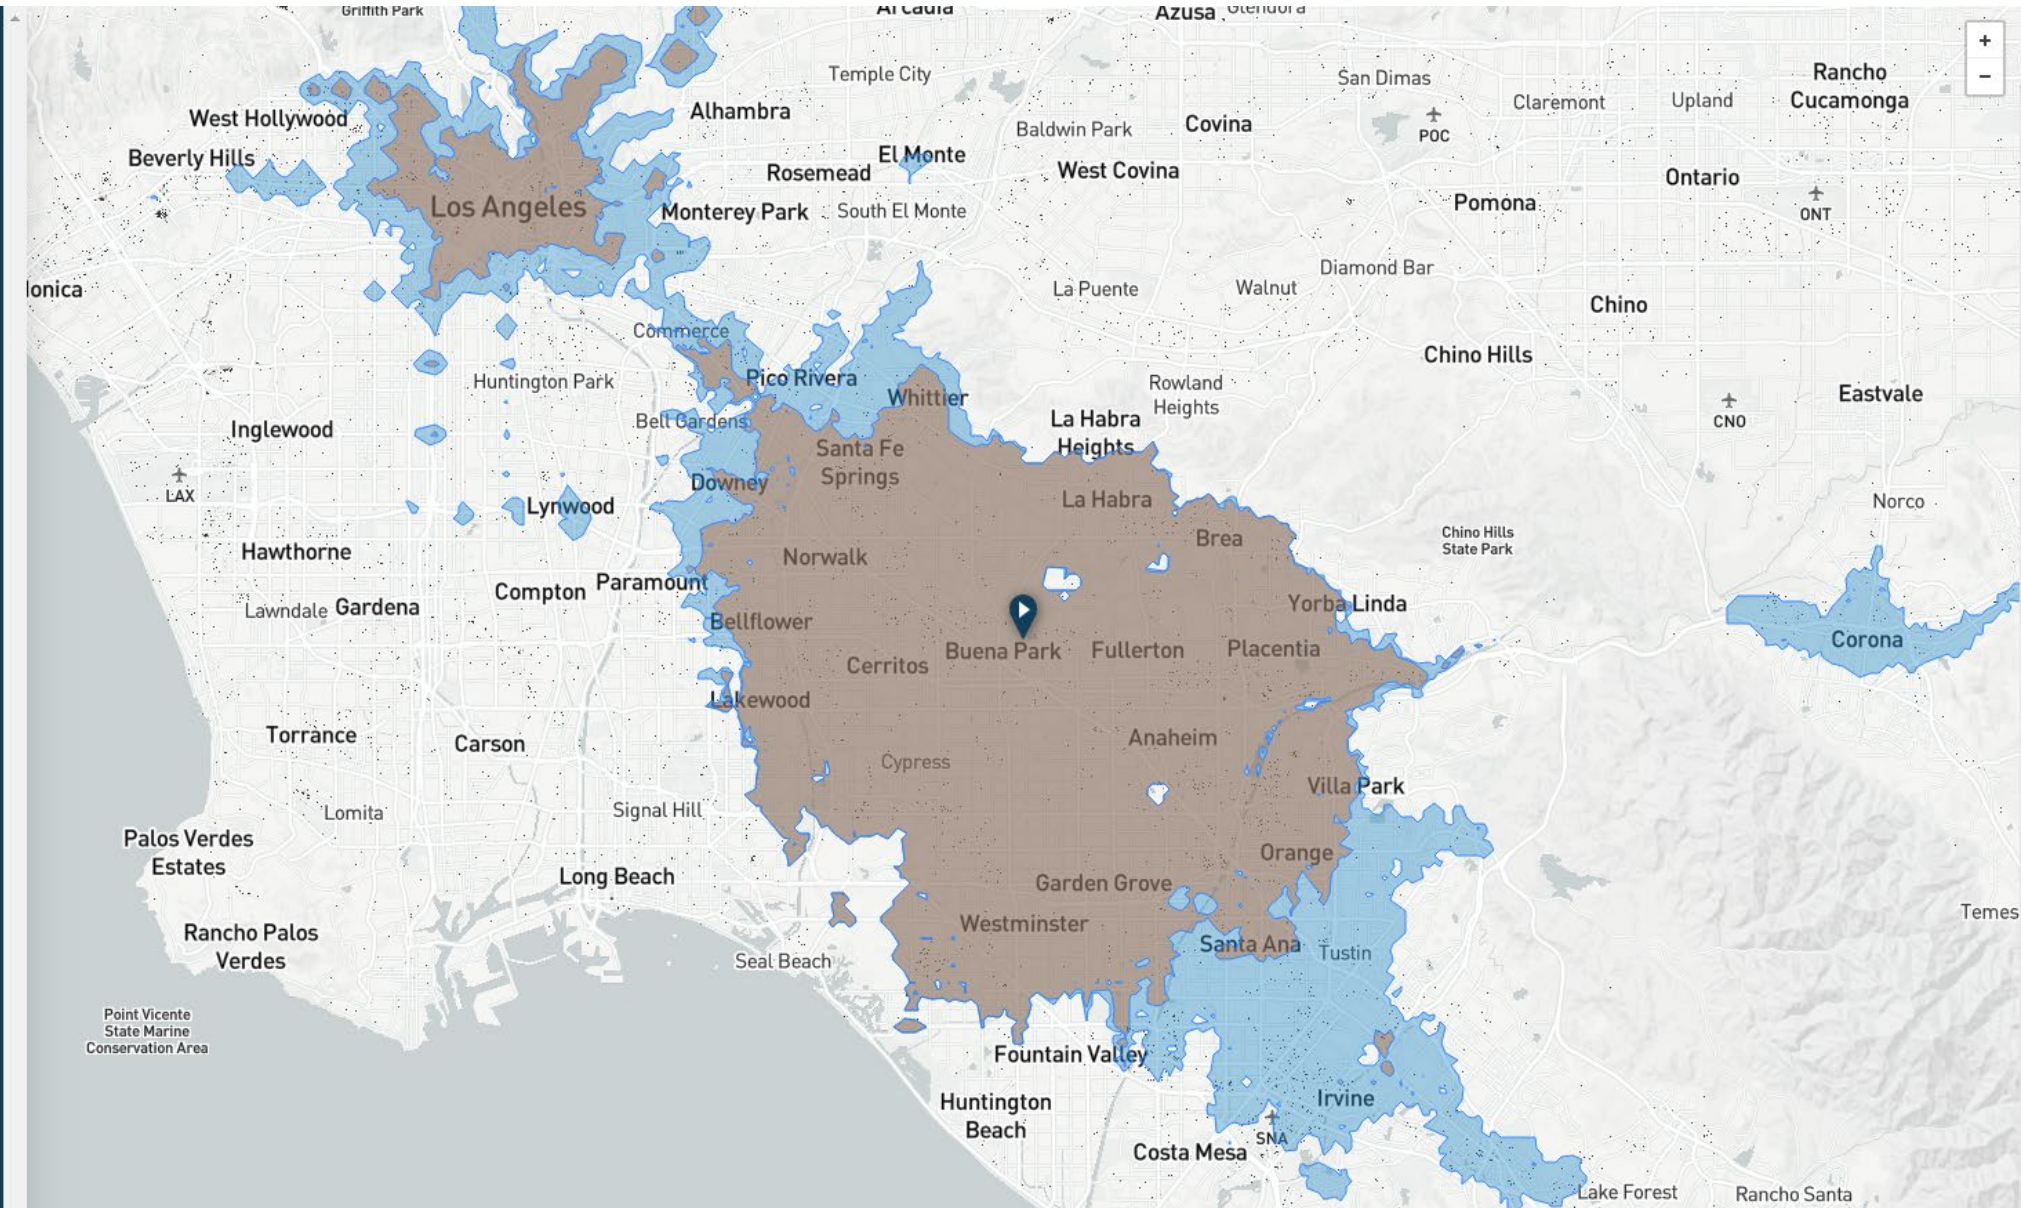 Griffith Park
Arcadia
Azusa
Glendora
+
−
Temple City
San Dimas
Rancho
Cucamonga
Claremont
Upland
West Hollywood
Alhambra
Baldwin Park
Covina
POC
Beverly Hills
El Monte
Rosemead
West Covina
Ontario
Los Angeles
Monterey Park
South El Monte
Pomona
ONT
Diamond Bar
onica
La Puente
Walnut
Chino
Commerce
Chino Hills
Huntington Park
Pico Rivera
Whittier
Rowland
Heights
Eastvale
Inglewood
Bell Gardens
La Habra
Heights
CNO
Santa Fe
Springs
LAX
Downey
La Habra
Norco
Lynwood
Chino Hills
State Park
Hawthorne
Norwalk
Brea
Compton
Paramount
Lawndale
Gardena
Bellflower
Yorba Linda
Corona
Buena Park
Fullerton
Placentia
Cerritos
Lakewood
Torrance
Carson
Anaheim
Cypress
Villa Park
Lomita
Signal Hill
Palos Verdes
Estates
Orange
Long Beach
Garden Grove
Westminster
Temes
Rancho Palos
Verdes
Santa Ana
Tustin
Seal Beach
Point Vicente
State Marine
Conservation Area
Fountain Valley
Huntington
Beach
Irvine
SNA
Costa Mesa
Lake Forest
Rancho Santa